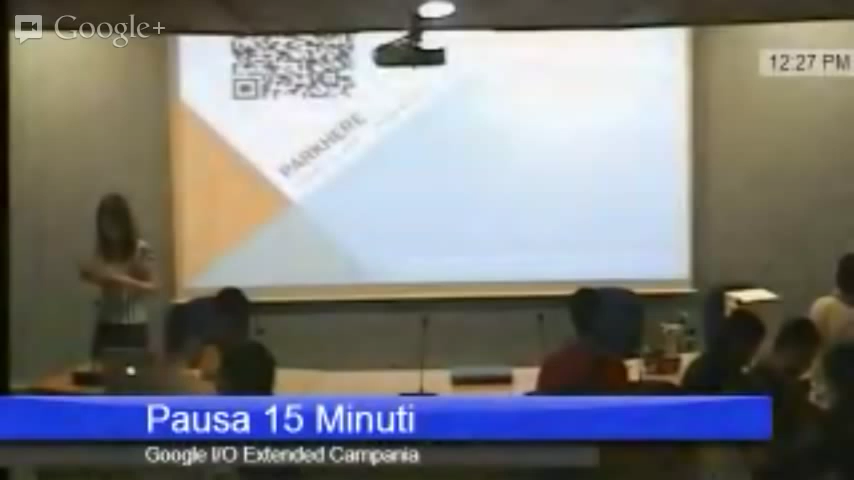 Google+
12:27 PM
PARKHERE
Pausa 15 Minuti
Google I/O Extended Campania